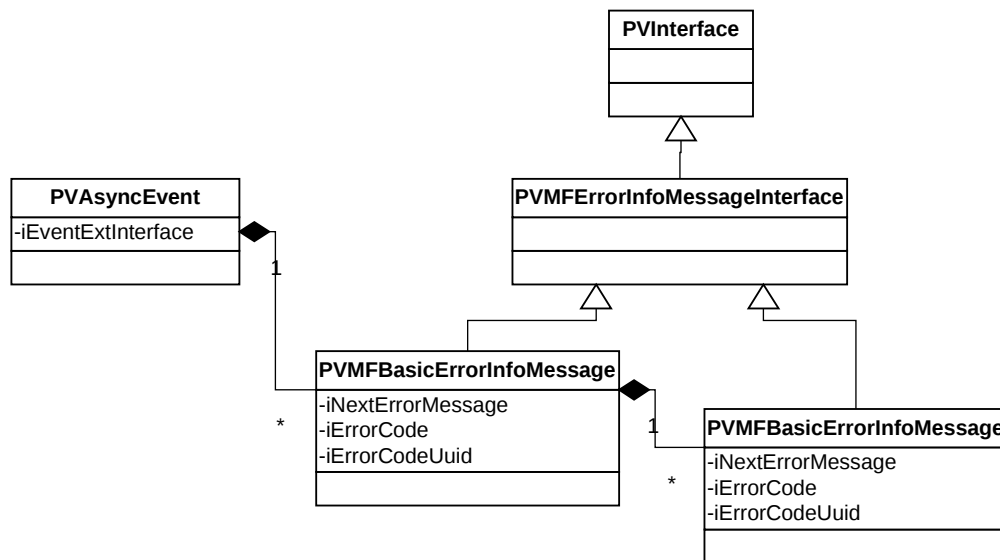 PVInterface
PVMFErrorInfoMessageInterface
PVAsyncEvent
-iEventExtInterface
1
*
PVMFBasicErrorInfoMessage
-iNextErrorMessage
-iErrorCode
-iErrorCodeUuid
1
*
PVMFBasicErrorInfoMessage
-iNextErrorMessage
-iErrorCode
-iErrorCodeUuid